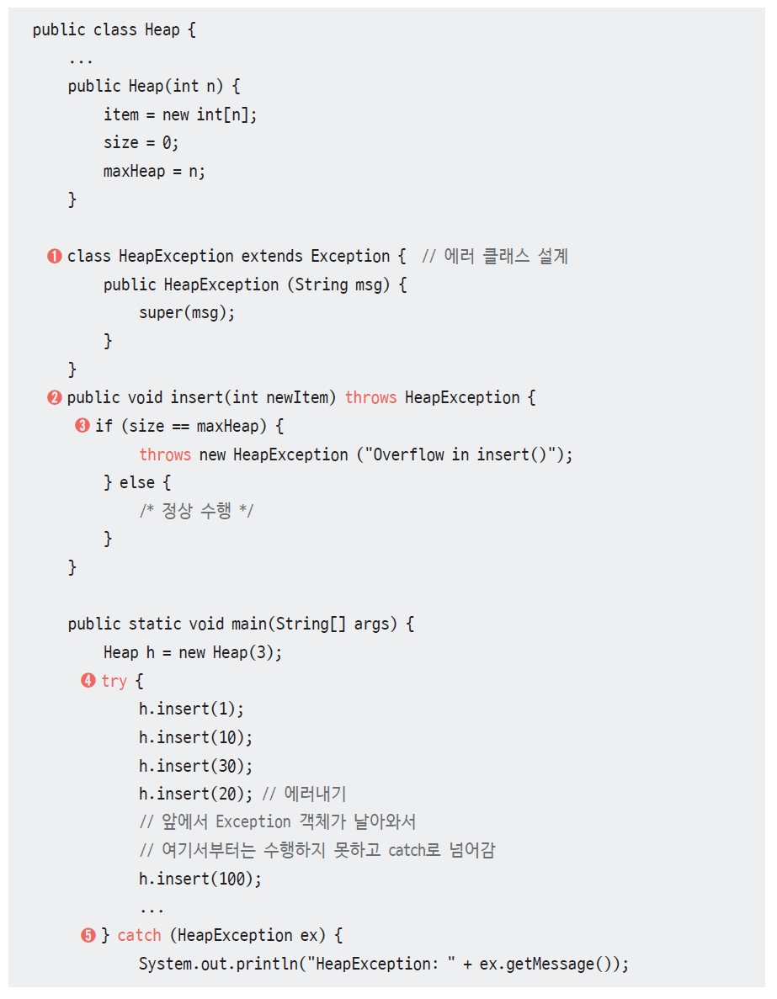 public class Heap {
...
public Heap(int n) {
item = new int[n];
size = 0;
maxHeap = n;
}
❶ class HeapException extends Exception { // 에러 클래스 설계
public HeapException (String msg) {
super(msg);
}
}
❷ public void insert(int newItem) throws HeapException {
❸ if (size == maxHeap) {
throws new HeapException ("Overflow in insert()");
} else {
/* 정상 수행 */
}
}
public static void main(String[] args) {
Heap h = new Heap(3);
❹ try {
h.insert(1);
h.insert(10);
h.insert(30);
h.insert(20); // 에러내기
// 앞에서 Exception 객체가 날아와서
// 여기서부터는 수행하지 못하고 catch로 넘어감
h.insert(100);
...
❺ } catch (HeapException ex) {
System.out.println("HeapException: " + ex.getMessage());